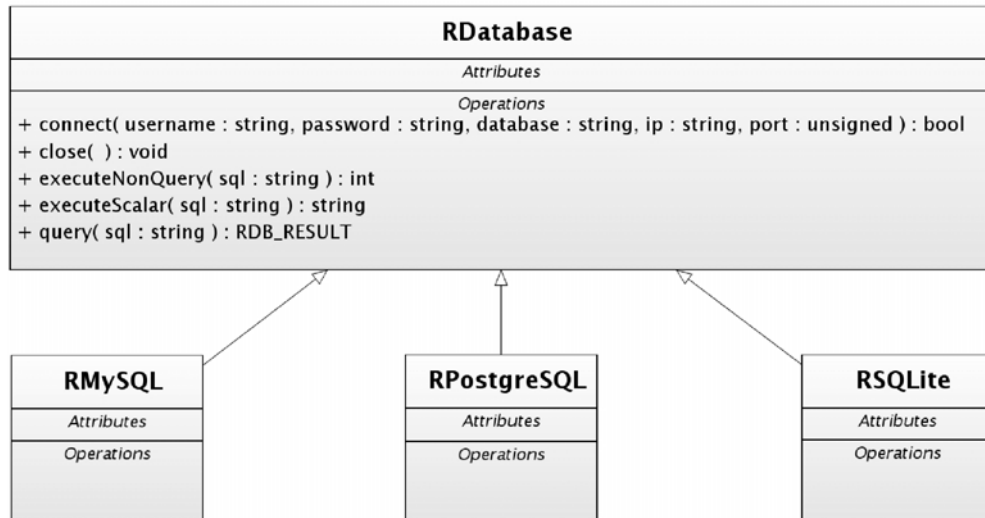 RDatabase
Attributes
Operations
+ connect( username : string, password : string, database : string, ip : string, port : unsigned ) : bool
+ close( ) : void
+ executeNonQuery( sql : string ) : int
+ executeScalar( sql : string ) : string
+ query( sql : string ) : RDB_RESULT
RMySQL
Attributes
Operations
RPostgreSQL
Attributes
Operations
RSQLite
Attributes
Operations